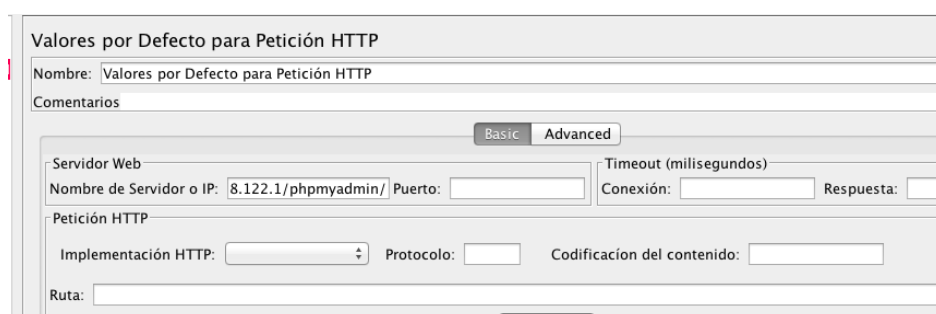 Valores por Defecto para Petición HTTP
Nombre: Valores por Defecto para Petición HTTP
Comentarios
Basic Advanced
Servidor Web Timeout (milisegundos)
Nombre de Servidor o IP: 8.122.1/phpmyadmin/ Puerto: Conexión: Respuesta:
Petición HTTP
Implementación HTTP: Protocolo: Codificacíon del contenido:
Ruta: